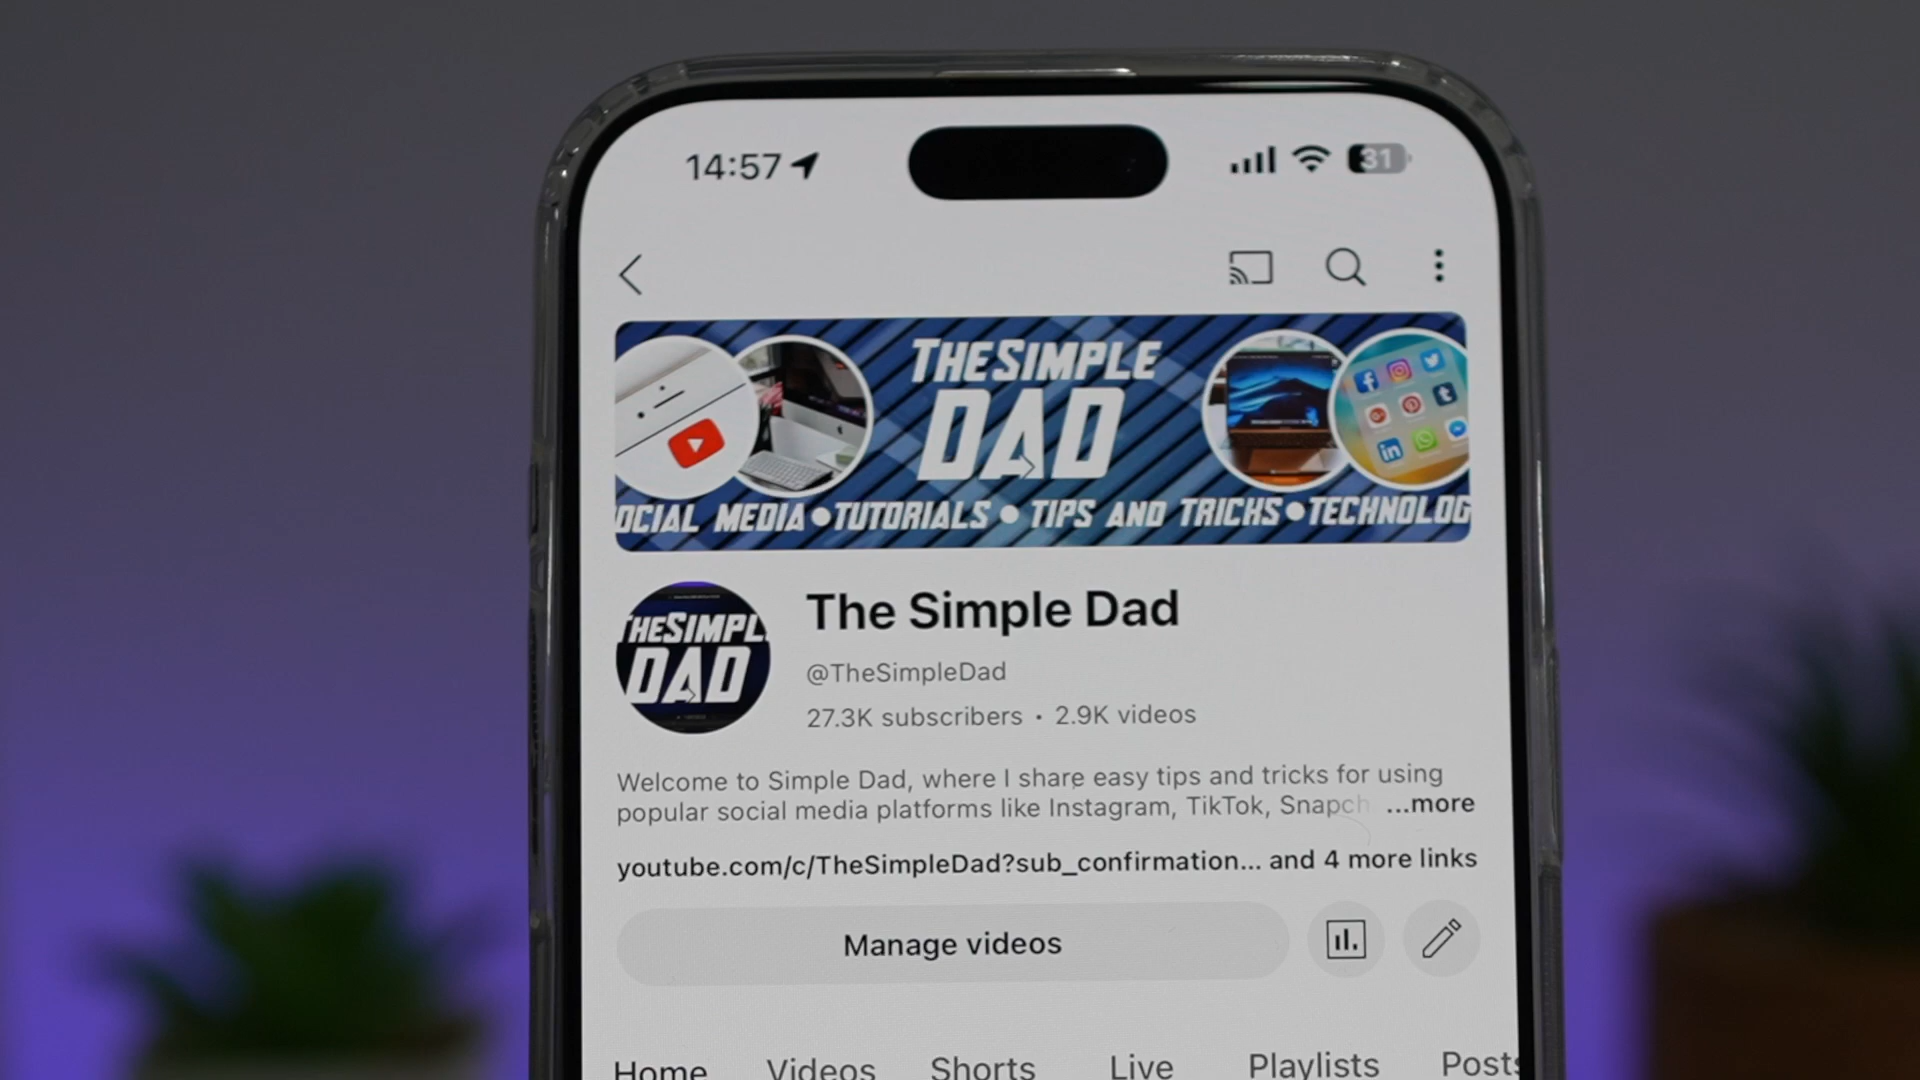 14:57
31
THESIMPLE
DAD
OCIAL MEDIA ● TUTORIALS ● TIPS AND TRICKS ● TECHNOLOG
THESIMPL
DAD
The Simple Dad
@TheSimpleDad
27.3K subscribers • 2.9K videos
Welcome to Simple Dad, where I share easy tips and tricks for using
popular social media platforms like Instagram, TikTok, Snapch ...more
youtube.com/c/TheSimpleDad?sub_confirmation... and 4 more links
Manage videos
Home Videos Shorts Live Playlists Posts